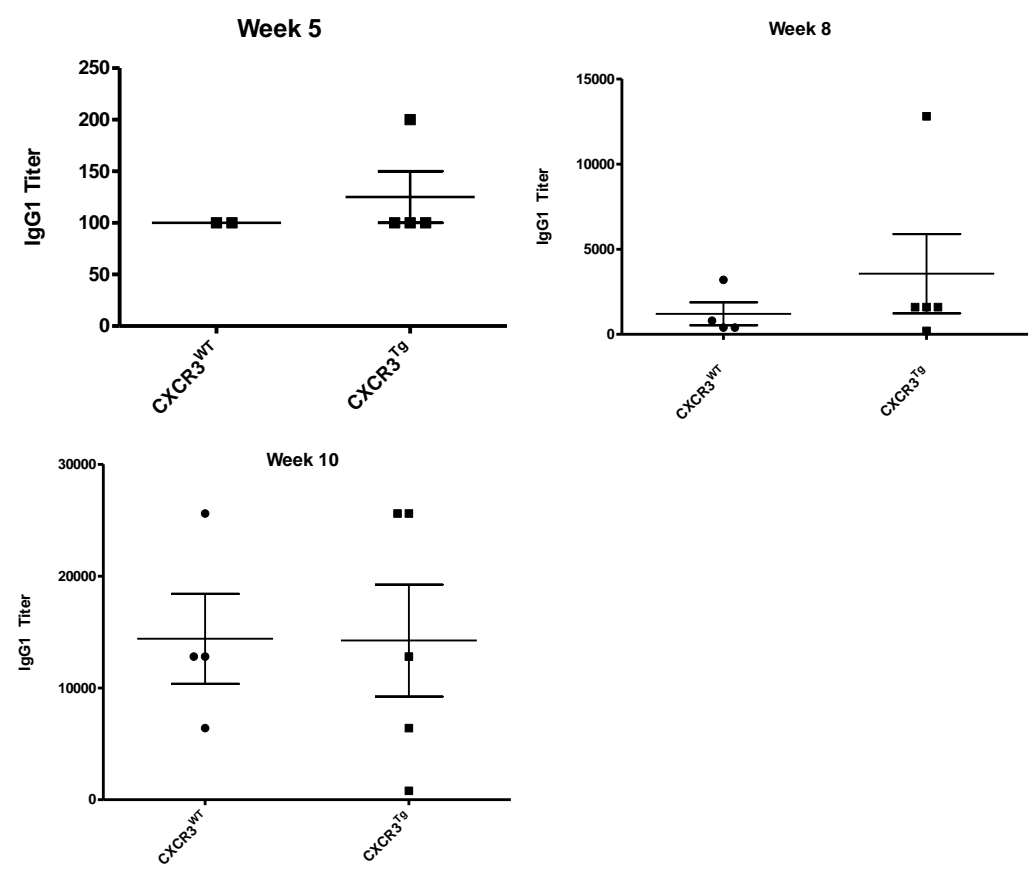 Week 5
250
200
150
100
50
0
IgG1 Titer
CXCR3WT
CXCR3Tg
Week 8
15000
10000
5000
0
IgG1 Titer
CXCR3WT
CXCR3Tg
Week 10
30000
20000
10000
0
IgG1 Titer
CXCR3WT
CXCR3Tg